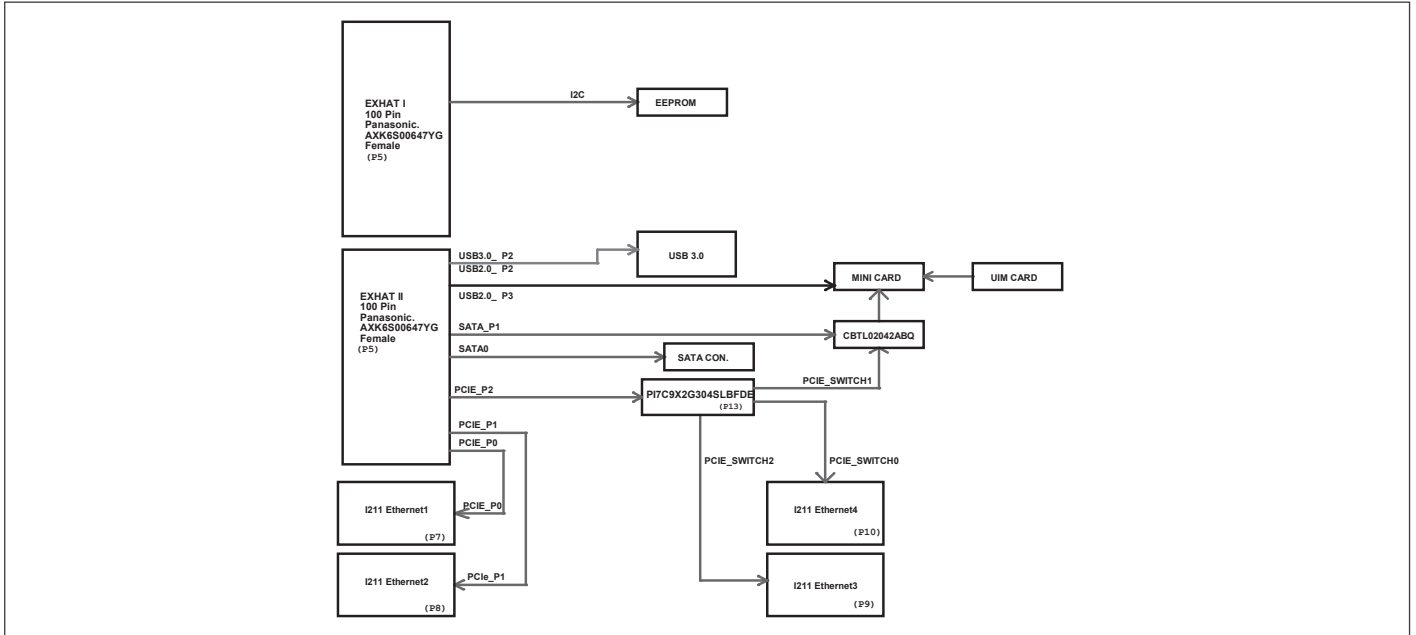 EXHAT I
100 Pin
Panasonic.
AXK6S00647YG
Female
(P5)
I2C
EEPROM
EXHAT II
100 Pin
Panasonic.
AXK6S00647YG
Female
(P5)
USB3.0_ P2
USB2.0_ P2
USB 3.0
USB2.0_ P3
MINI CARD
UIM CARD
SATA_P1
CBTL02042ABQ
SATA0
SATA CON.
PCIE_P2
PI7C9X2G304SLBFDE
(P13)
PCIE_SWITCH1
PCIE_P1
PCIE_P0
PCIE_SWITCH2
PCIE_SWITCH0
I211 Ethernet1
(P7)
PCIE_P0
I211 Ethernet4
(P10)
I211 Ethernet2
(P8)
PCIe_P1
I211 Ethernet3
(P9)